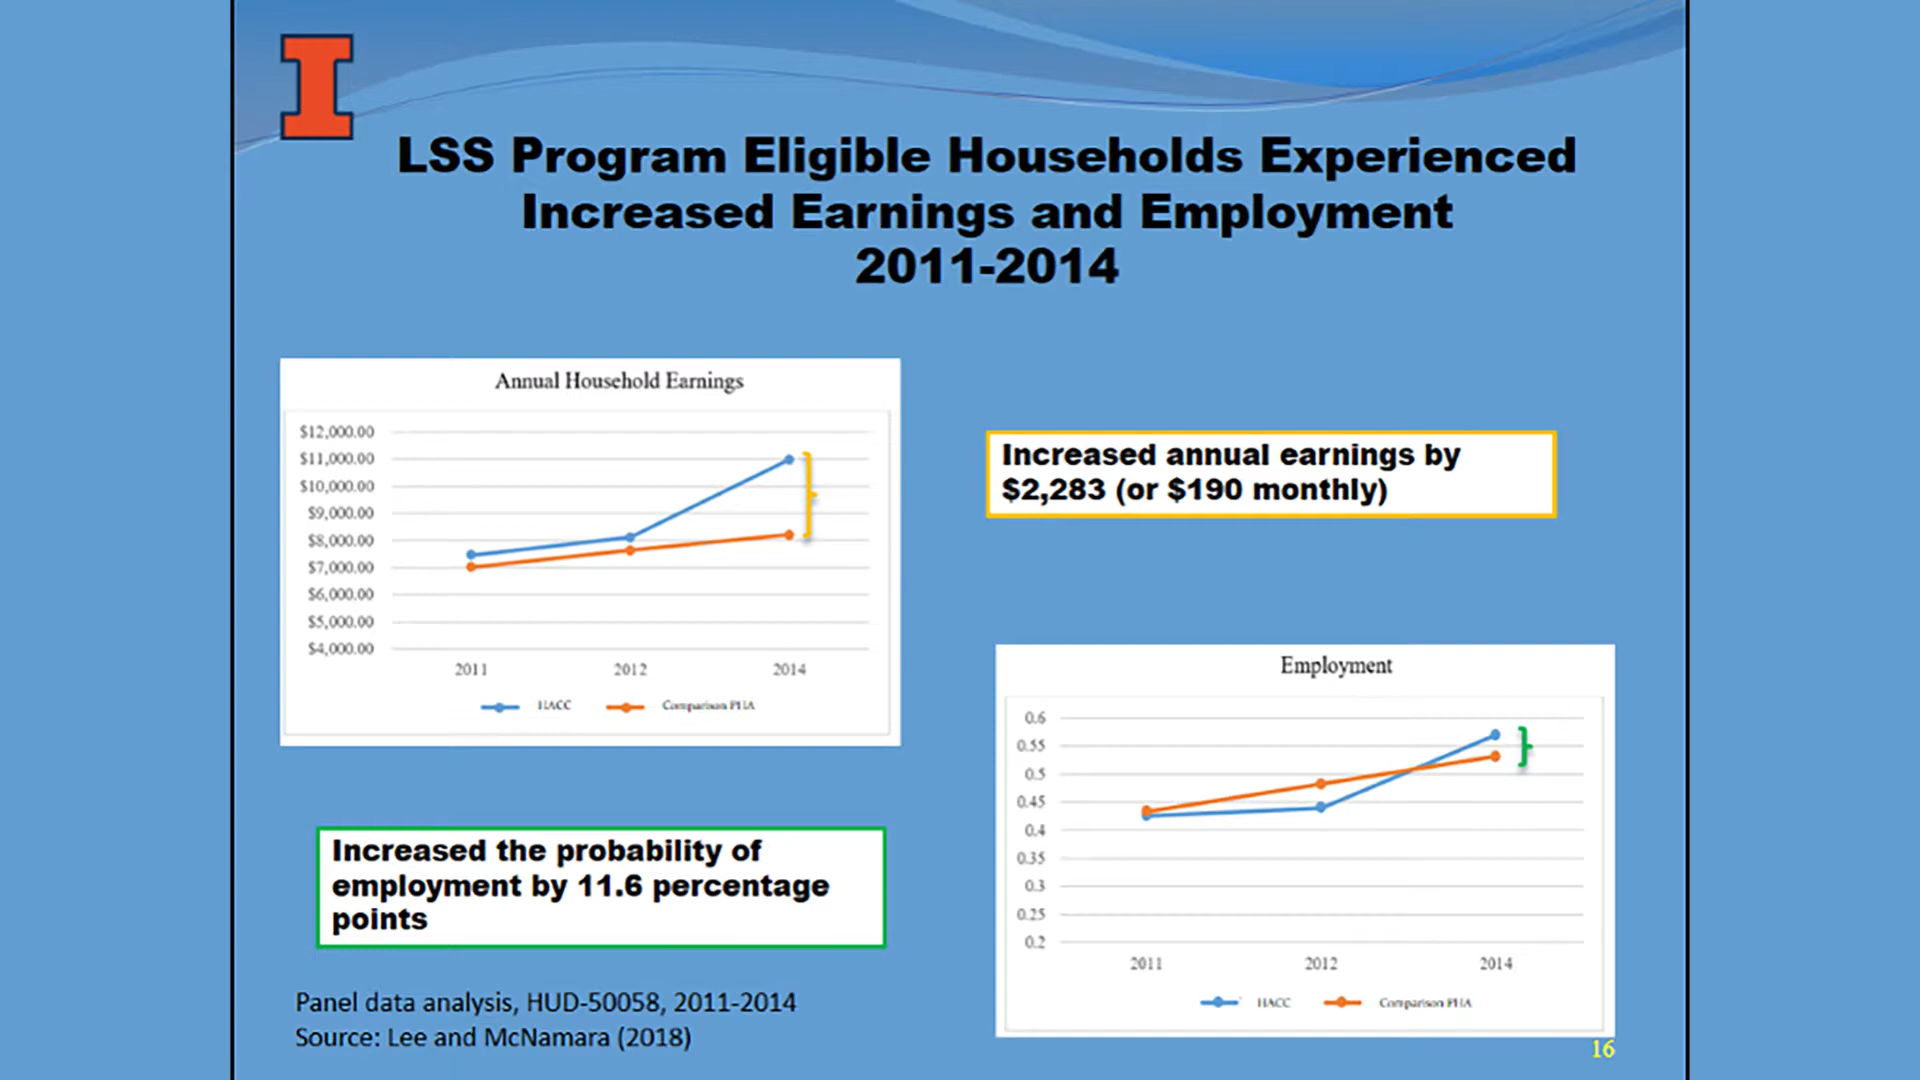 LSS Program Eligible Households Experienced
Increased Earnings and Employment
2011-2014
Annual Household Earnings
$12,000.00
$11,000.00
$10,000.00
$9,000.00
$8,000.00
$7,000.00
$6,000.00
$5,000.00
$4,000.00
2011 2012 2014
HACC Comparison PHA
Increased annual earnings by
$2,283 (or $190 monthly)
Increased the probability of
employment by 11.6 percentage
points
Employment
0.6
0.55
0.5
0.45
0.4
0.35
0.3
0.25
0.2
2011 2012 2014
HACC Comparison PHA
Panel data analysis, HUD-50058, 2011-2014
Source: Lee and McNamara (2018)
16